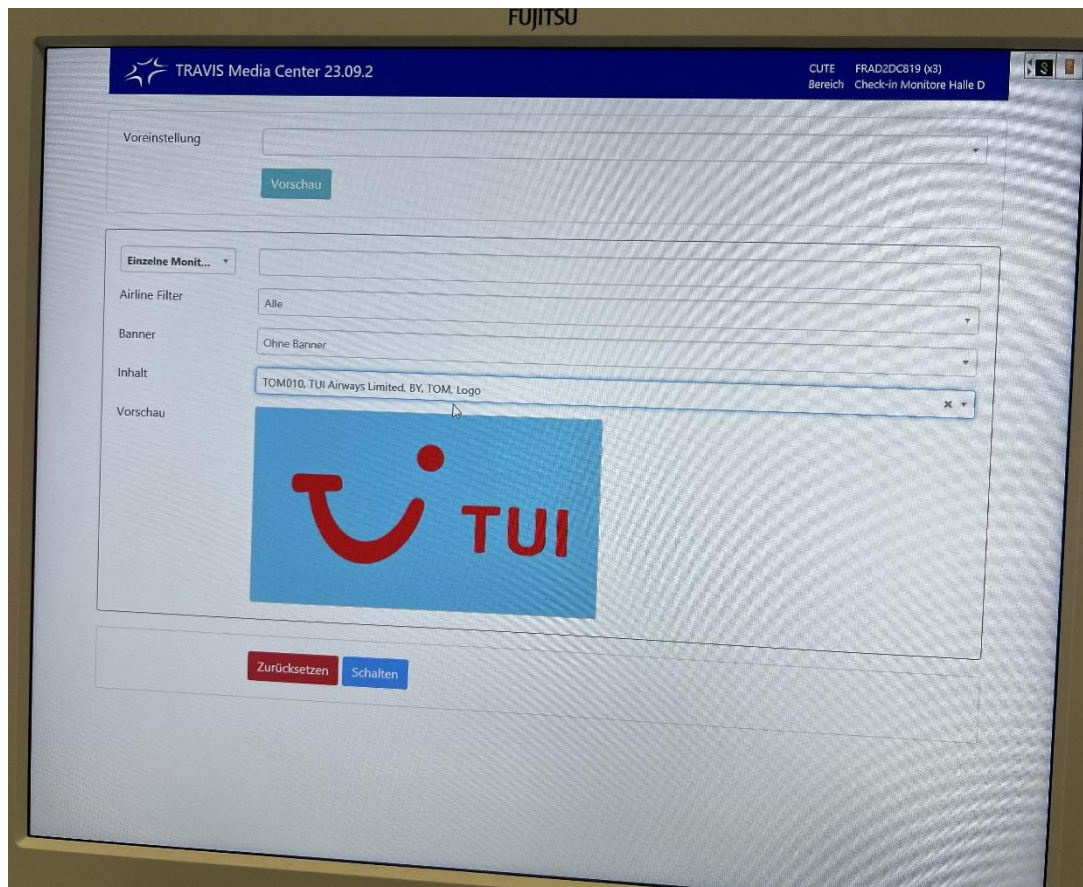 FUJITSU
TRAVIS Media Center 23.09.2
CUTE FRAD2DC819 (x3)
Bereich Check-in Monitore Halle D
Voreinstellung
Vorschau
Einzelne Monit...
Airline Filter
Alle
Banner
Ohne Banner
Inhalt
TOM010, TUI Airways Limited, BY, TOM, Logo
Vorschau
TUI
Zurücksetzen
Schalten